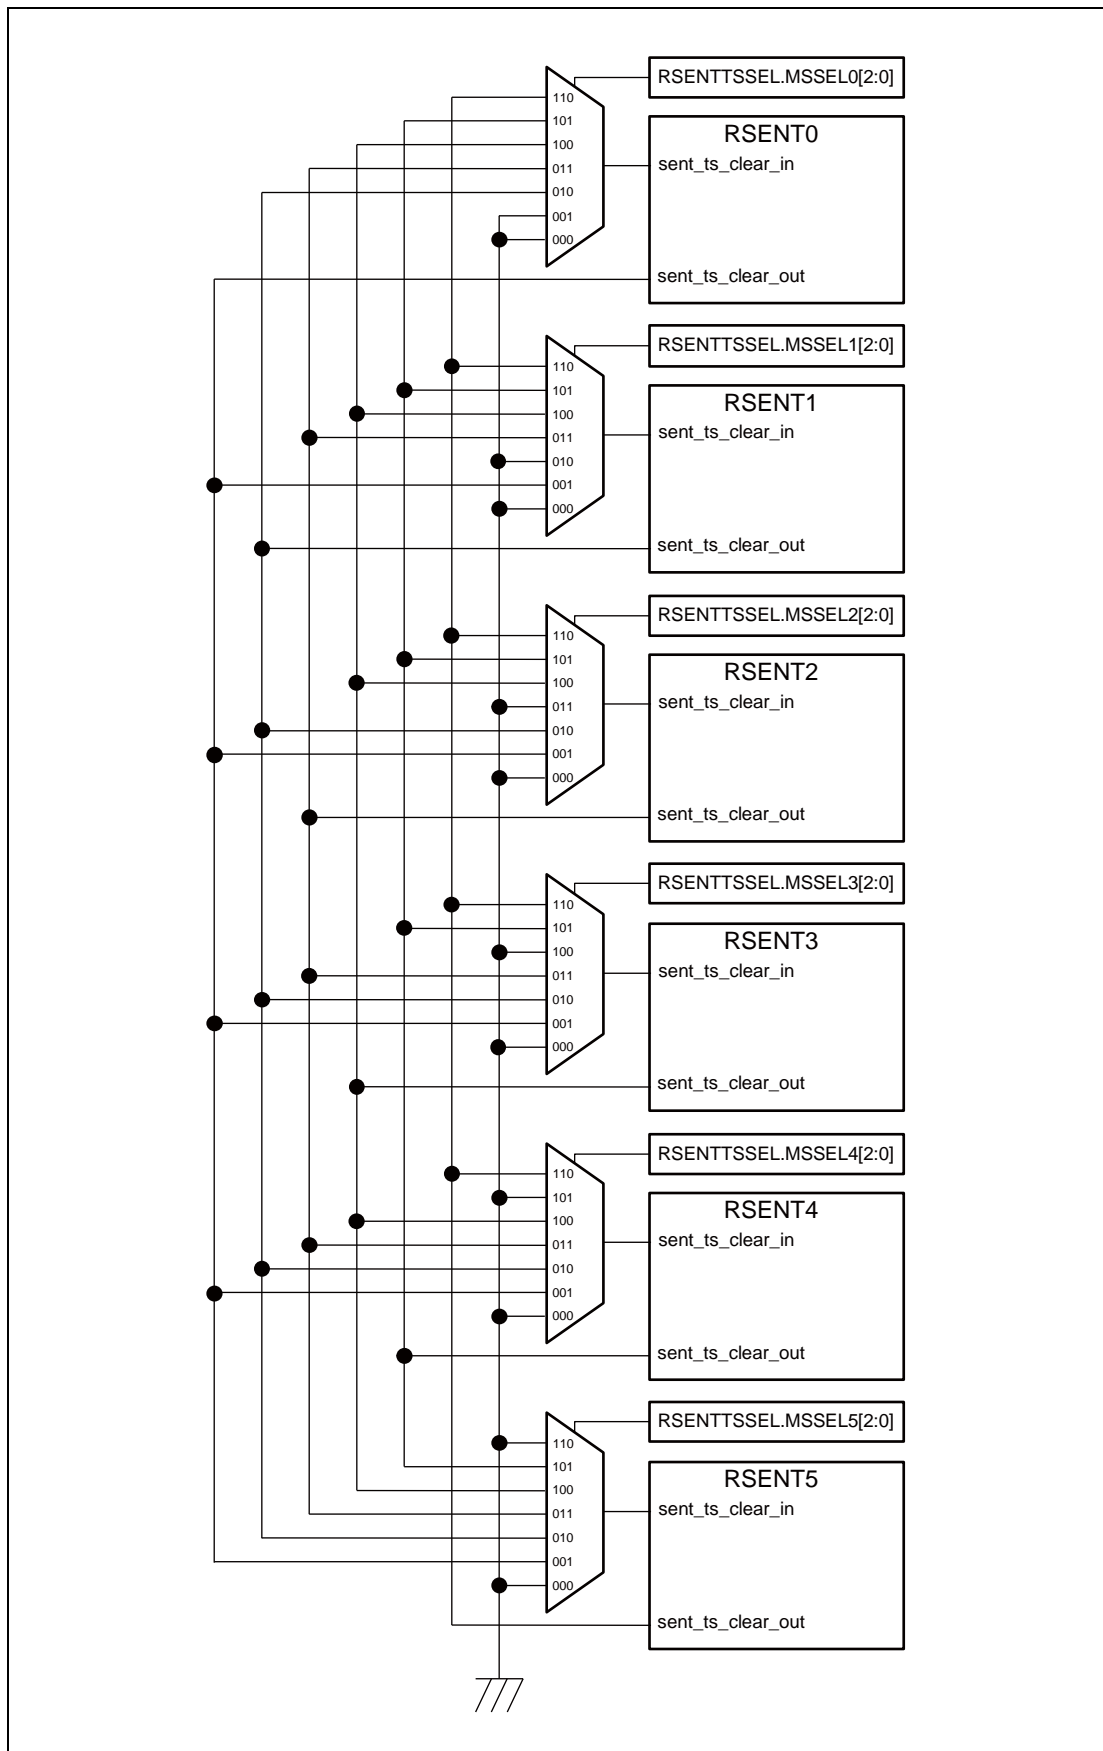 RSENTTSSEL.MSSEL0[2:0]
110
RSENT0
101
100
sent_ts_clear_in
011
010
001
000
sent_ts_clear_out
RSENTTSSEL.MSSEL1[2:0]
110
101
RSENT1
100
sent_ts_clear_in
011
010
001
000
sent_ts_clear_out
RSENTTSSEL.MSSEL2[2:0]
110
101
RSENT2
100
sent_ts_clear_in
011
010
001
000
sent_ts_clear_out
RSENTTSSEL.MSSEL3[2:0]
110
101
RSENT3
100
sent_ts_clear_in
011
010
001
000
sent_ts_clear_out
RSENTTSSEL.MSSEL4[2:0]
110
101
RSENT4
100
sent_ts_clear_in
011
010
001
000
sent_ts_clear_out
RSENTTSSEL.MSSEL5[2:0]
110
101
RSENT5
100
sent_ts_clear_in
011
010
001
000
sent_ts_clear_out